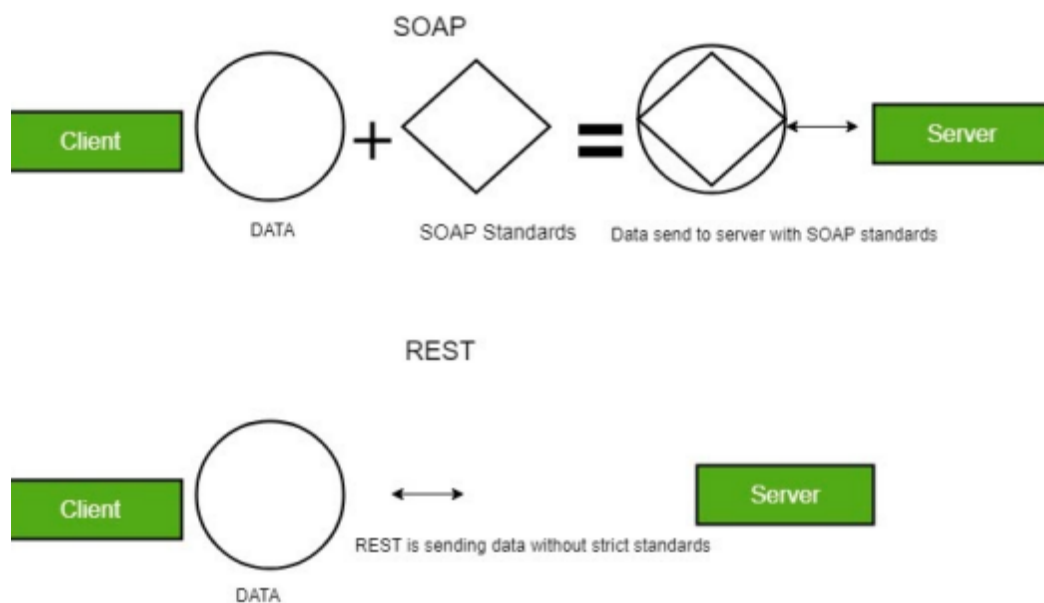 SOAP
Client
Server
DATA
SOAP Standards
Data send to server with SOAP standards
REST
Client
Server
REST is sending data without strict standards
DATA